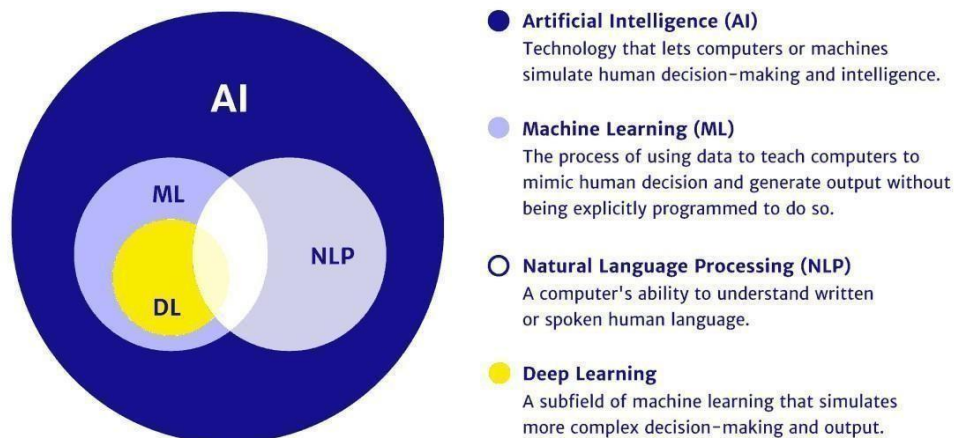 AI
ML
NLP
DL
Artificial Intelligence (AI)
Technology that lets computers or machines
simulate human decision-making and intelligence.
Machine Learning (ML)
The process of using data to teach computers to
mimic human decision and generate output without
being explicitly programmed to do so.
Natural Language Processing (NLP)
A computer's ability to understand written
or spoken human language.
Deep Learning
A subfield of machine learning that simulates
more complex decision-making and output.